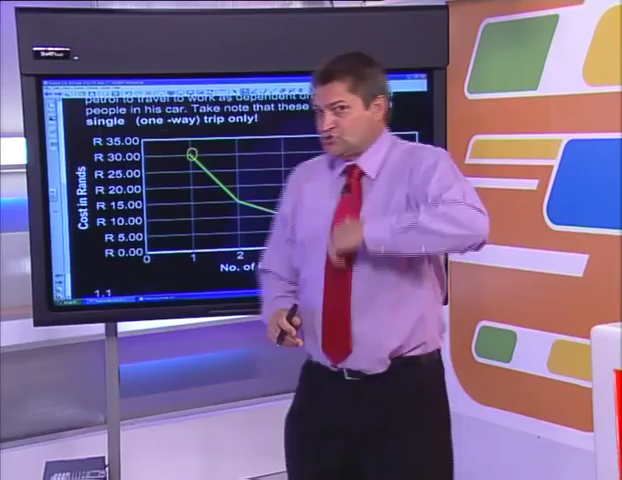 petrol to travel to work as dependent on
people in his car. Take note that these
single (one -way) trip only!
R 35.00
R 30.00
R 25.00
R 20.00
R 15.00
R 10.00
R 5.00
R 0.00
Cost in Rands
0 1 2
No. of
1.1